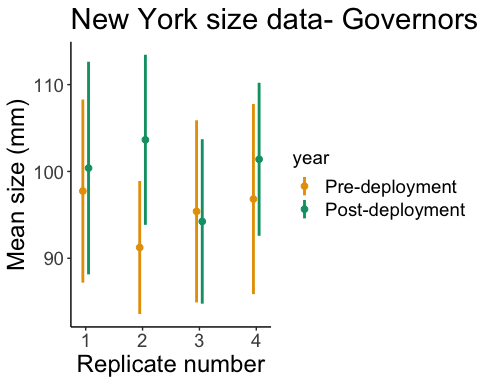 New York size data- Governors
Mean size (mm)
110
100
90
1 2 3 4
Replicate number
year
Pre-deployment
Post-deployment